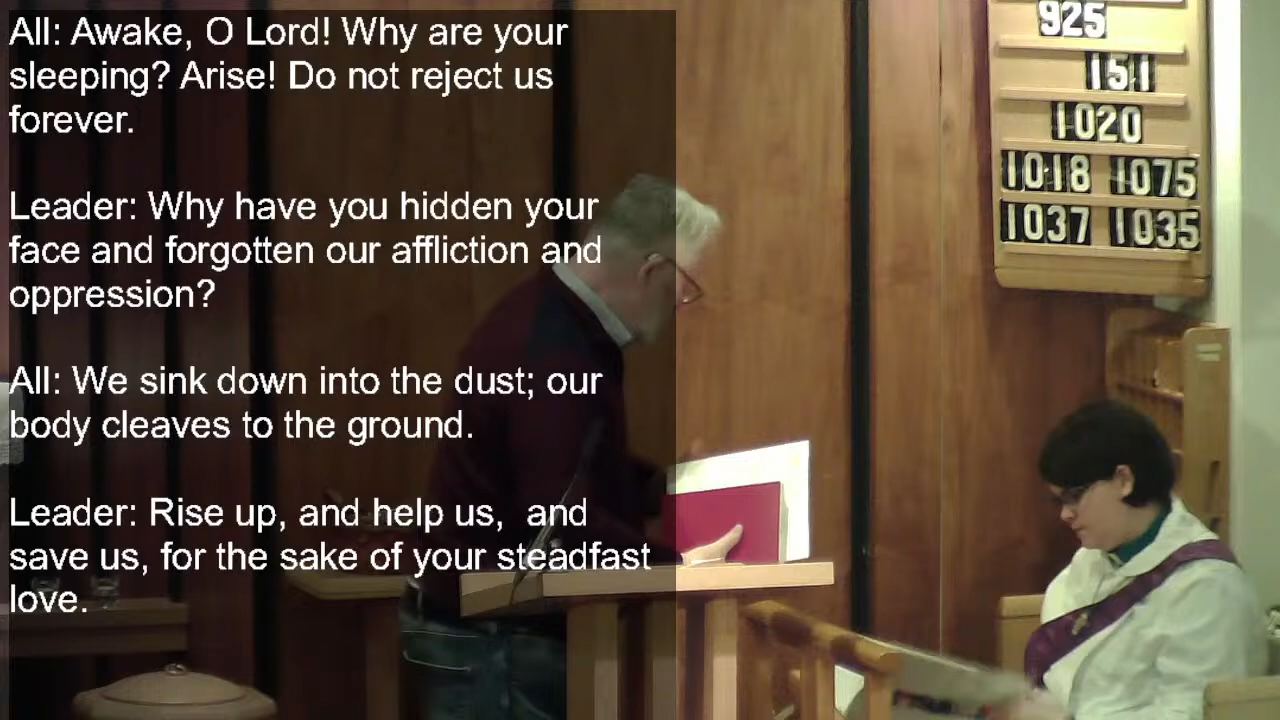 All: Awake, O Lord! Why are your
sleeping? Arise! Do not reject us
forever.
Leader: Why have you hidden your
face and forgotten our affliction and
oppression?
All: We sink down into the dust; our
body cleaves to the ground.
Leader: Rise up, and help us,  and
save us, for the sake of your steadfast
love.
925
151
1020
1018 1075
1037 1035